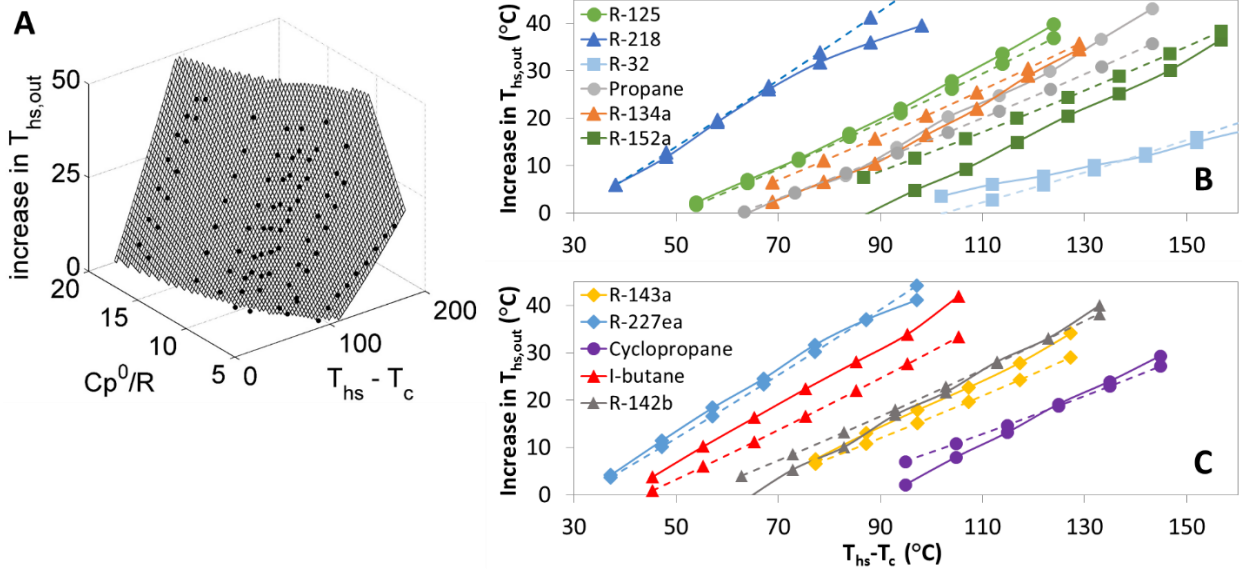 A
increase in T_hs,out
50
25
0
20
15
10
5
Cp^0/R
0
100
200
T_hs - T_c
Increase in T_hs,out (°C)
40
30
20
10
0
R-125
R-218
R-32
Propane
R-134a
R-152a
B
30 50 70 90 110 130 150
Increase in T_hs,out (°C)
40
30
20
10
0
R-143a
R-227ea
Cyclopropane
I-butane
R-142b
C
30 50 70 90 110 130 150
T_hs-T_c (°C)